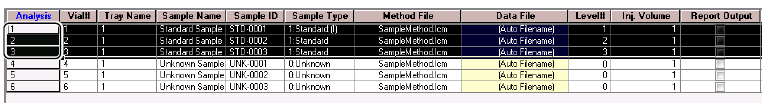 Analysis Vial# Tray Name Sample Name Sample ID Sample Type Method File Data File Level# Inj. Volume Report Output
1 1 1 Standard Sample STD-0001 1:Standard (I) SampleMethod.lcm (Auto Filename) 1 1
2 2 1 Standard Sample STD-0002 1:Standard SampleMethod.lcm (Auto Filename) 2 1
3 3 1 Standard Sample STD-0003 1:Standard SampleMethod.lcm (Auto Filename) 3 1
4 4 1 Unknown Sample UNK-0001 0:Unknown SampleMethod.lcm (Auto Filename) 0 1
5 5 1 Unknown Sample UNK-0002 0:Unknown SampleMethod.lcm (Auto Filename) 0 1
6 6 1 Unknown Sample UNK-0003 0:Unknown SampleMethod.lcm (Auto Filename) 0 1